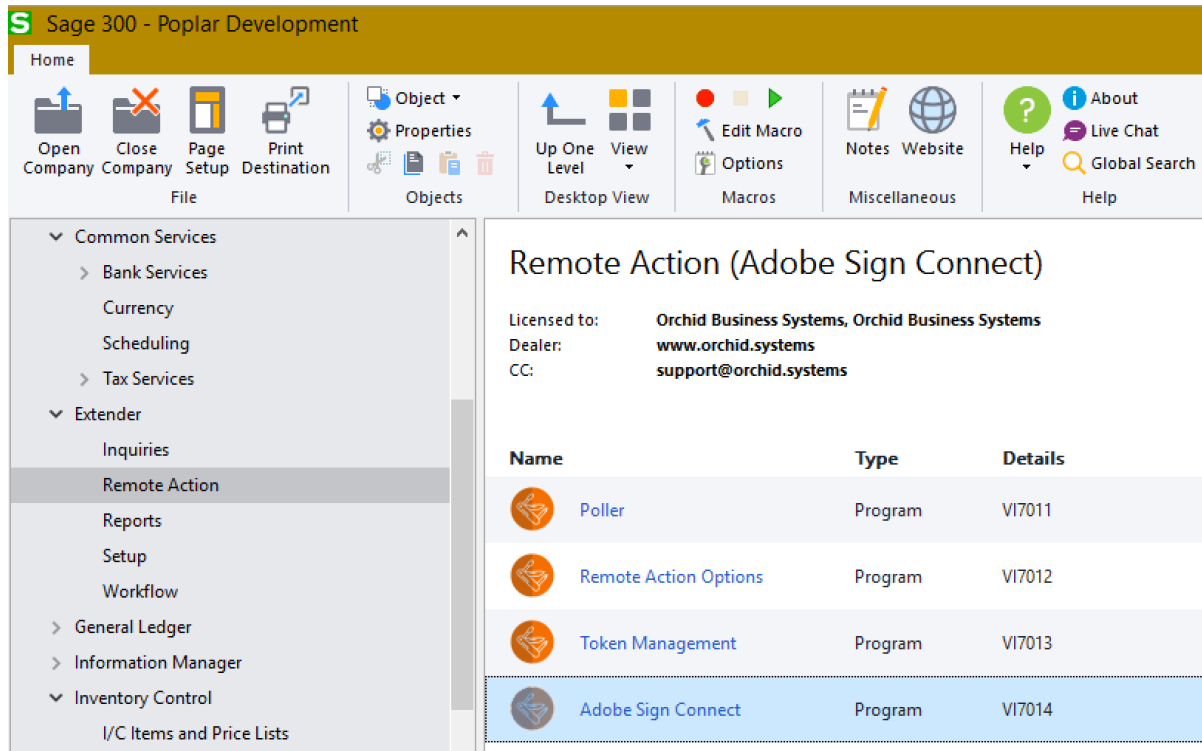 S Sage 300 - Poplar Development
Home
Open Company
Close Company
Page Setup
Print Destination
File
Object
Properties
Objects
Up One Level
View
Desktop View
Edit Macro
Options
Macros
Notes
Website
Miscellaneous
Help
About
Live Chat
Global Search
Help
Common Services
Bank Services
Currency
Scheduling
Tax Services
Extender
Inquiries
Remote Action
Reports
Setup
Workflow
General Ledger
Information Manager
Inventory Control
I/C Items and Price Lists
Remote Action (Adobe Sign Connect)
Licensed to: Orchid Business Systems, Orchid Business Systems
Dealer: www.orchid.systems
CC: support@orchid.systems
Name Type Details
Poller Program VI7011
Remote Action Options Program VI7012
Token Management Program VI7013
Adobe Sign Connect Program VI7014